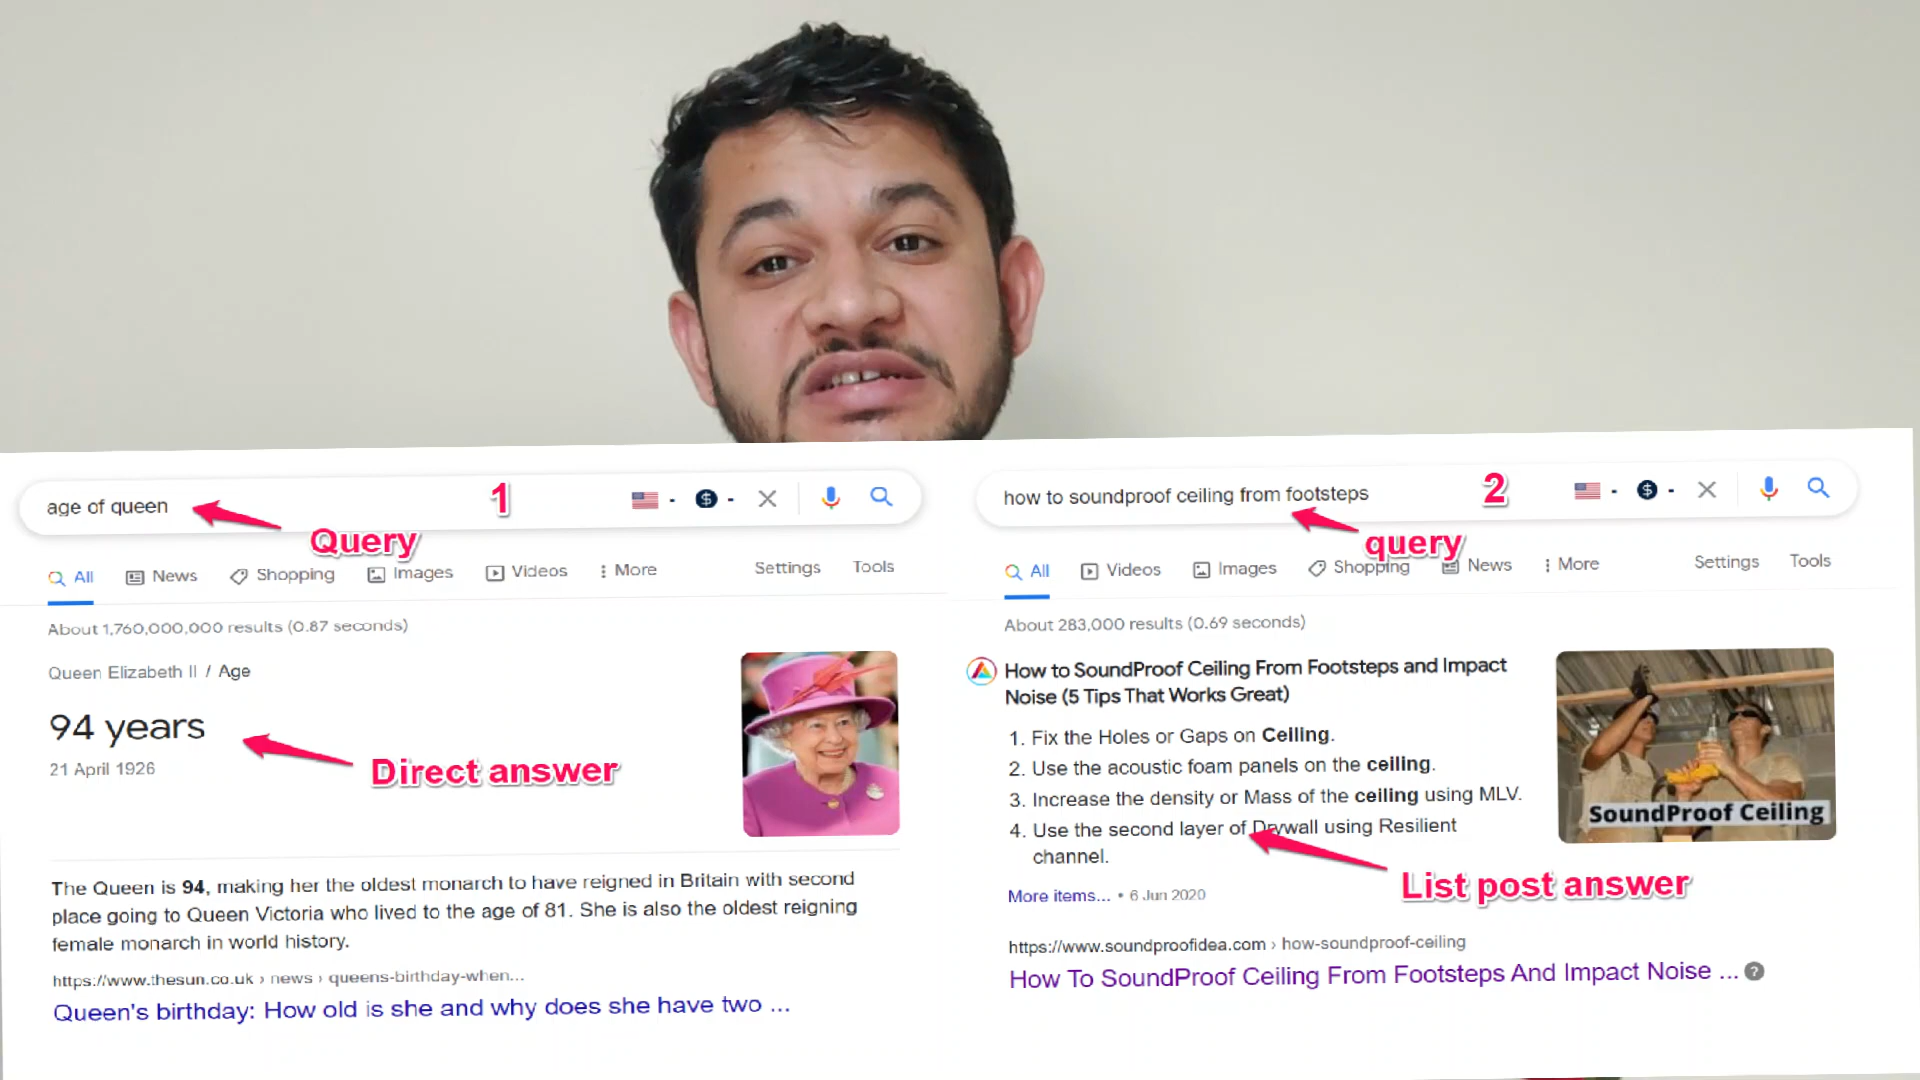 age of queen
1
Query
All
News
Shopping
Images
Videos
More
Settings
Tools
About 1,760,000,000 results (0.87 seconds)
Queen Elizabeth II / Age
94 years
21 April 1926
Direct answer
The Queen is 94, making her the oldest monarch to have reigned in Britain with second
place going to Queen Victoria who lived to the age of 81. She is also the oldest reigning
female monarch in world history.
https://www.thesun.co.uk › news › queens-birthday-when...
Queen's birthday: How old is she and why does she have two ...
how to soundproof ceiling from footsteps
2
query
All
Videos
Images
Shopping
News
More
Settings
Tools
About 283,000 results (0.69 seconds)
How to SoundProof Ceiling From Footsteps and Impact
Noise (5 Tips That Works Great)
1. Fix the Holes or Gaps on Ceiling.
2. Use the acoustic foam panels on the ceiling.
3. Increase the density or Mass of the ceiling using MLV.
4. Use the second layer of Drywall using Resilient
channel.
More items... • 6 Jun 2020
SoundProof Ceiling
List post answer
https://www.soundproofidea.com › how-soundproof-ceiling
How To SoundProof Ceiling From Footsteps And Impact Noise ...